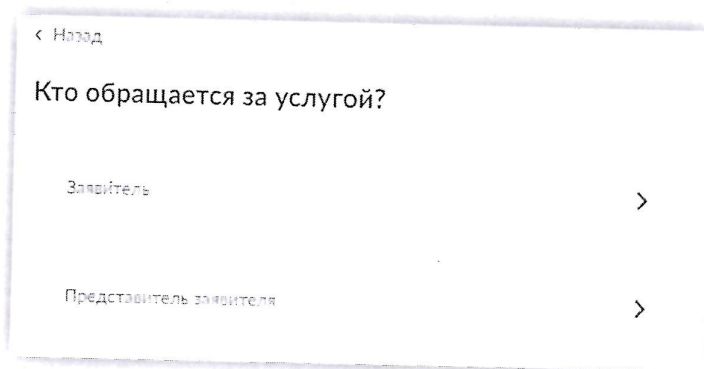 ‹ Назад
Кто обращается за услугой?
Заявитель
Представитель заявителя